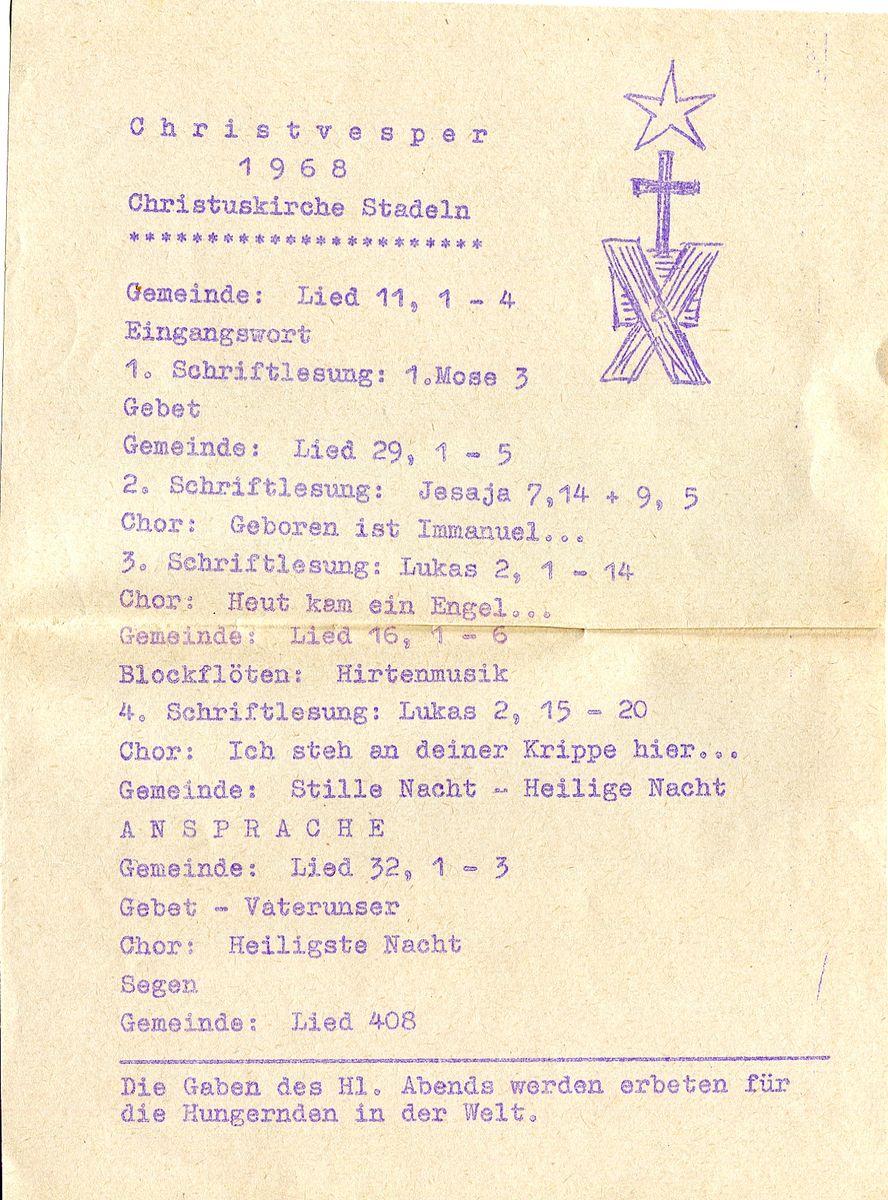 C h r i s t v e s p e r
1 9 6 8
Christuskirche Stadeln
***********************
Gemeinde: Lied 11, 1 - 4
Eingangswort
1. Schriftlesung: 1.Mose 3
Gebet
Gemeinde: Lied 29, 1 - 5
2. Schriftlesung: Jesaja 7,14 + 9, 5
Chor: Geboren ist Immanuel...
3. Schriftlesung: Lukas 2, 1 - 14
Chor: Heut kam ein Engel...
Gemeinde: Lied 16, 1 - 6
Blockflöten: Hirtenmusik
4. Schriftlesung: Lukas 2, 15 - 20
Chor: Ich steh an deiner Krippe hier...
Gemeinde: Stille Nacht - Heilige Nacht
A N S P R A C H E
Gemeinde: Lied 32, 1 - 3
Gebet - Vaterunser
Chor: Heiligste Nacht
Segen
Gemeinde: Lied 408
Die Gaben des Hl. Abends werden erbeten für
die Hungernden in der Welt.